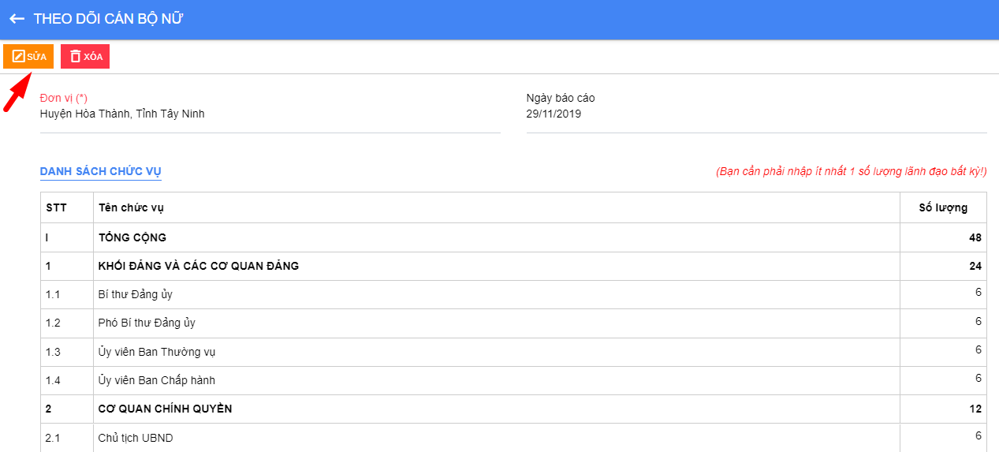 THEO DÕI CÁN BỘ NỮ
SỬA XÓA
Đơn vị (*) Ngày báo cáo
Huyện Hòa Thành, Tỉnh Tây Ninh 29/11/2019
DANH SÁCH CHỨC VỤ (Bạn cần phải nhập ít nhất 1 số lượng lãnh đạo bất kỳ!)
STT Tên chức vụ Số lượng
I TỔNG CỘNG 48
1 KHỐI ĐẢNG VÀ CÁC CƠ QUAN ĐẢNG 24
1.1 Bí thư Đảng ủy 6
1.2 Phó Bí thư Đảng ủy 6
1.3 Ủy viên Ban Thường vụ 6
1.4 Ủy viên Ban Chấp hành 6
2 CƠ QUAN CHÍNH QUYỀN 12
2.1 Chủ tịch UBND 6